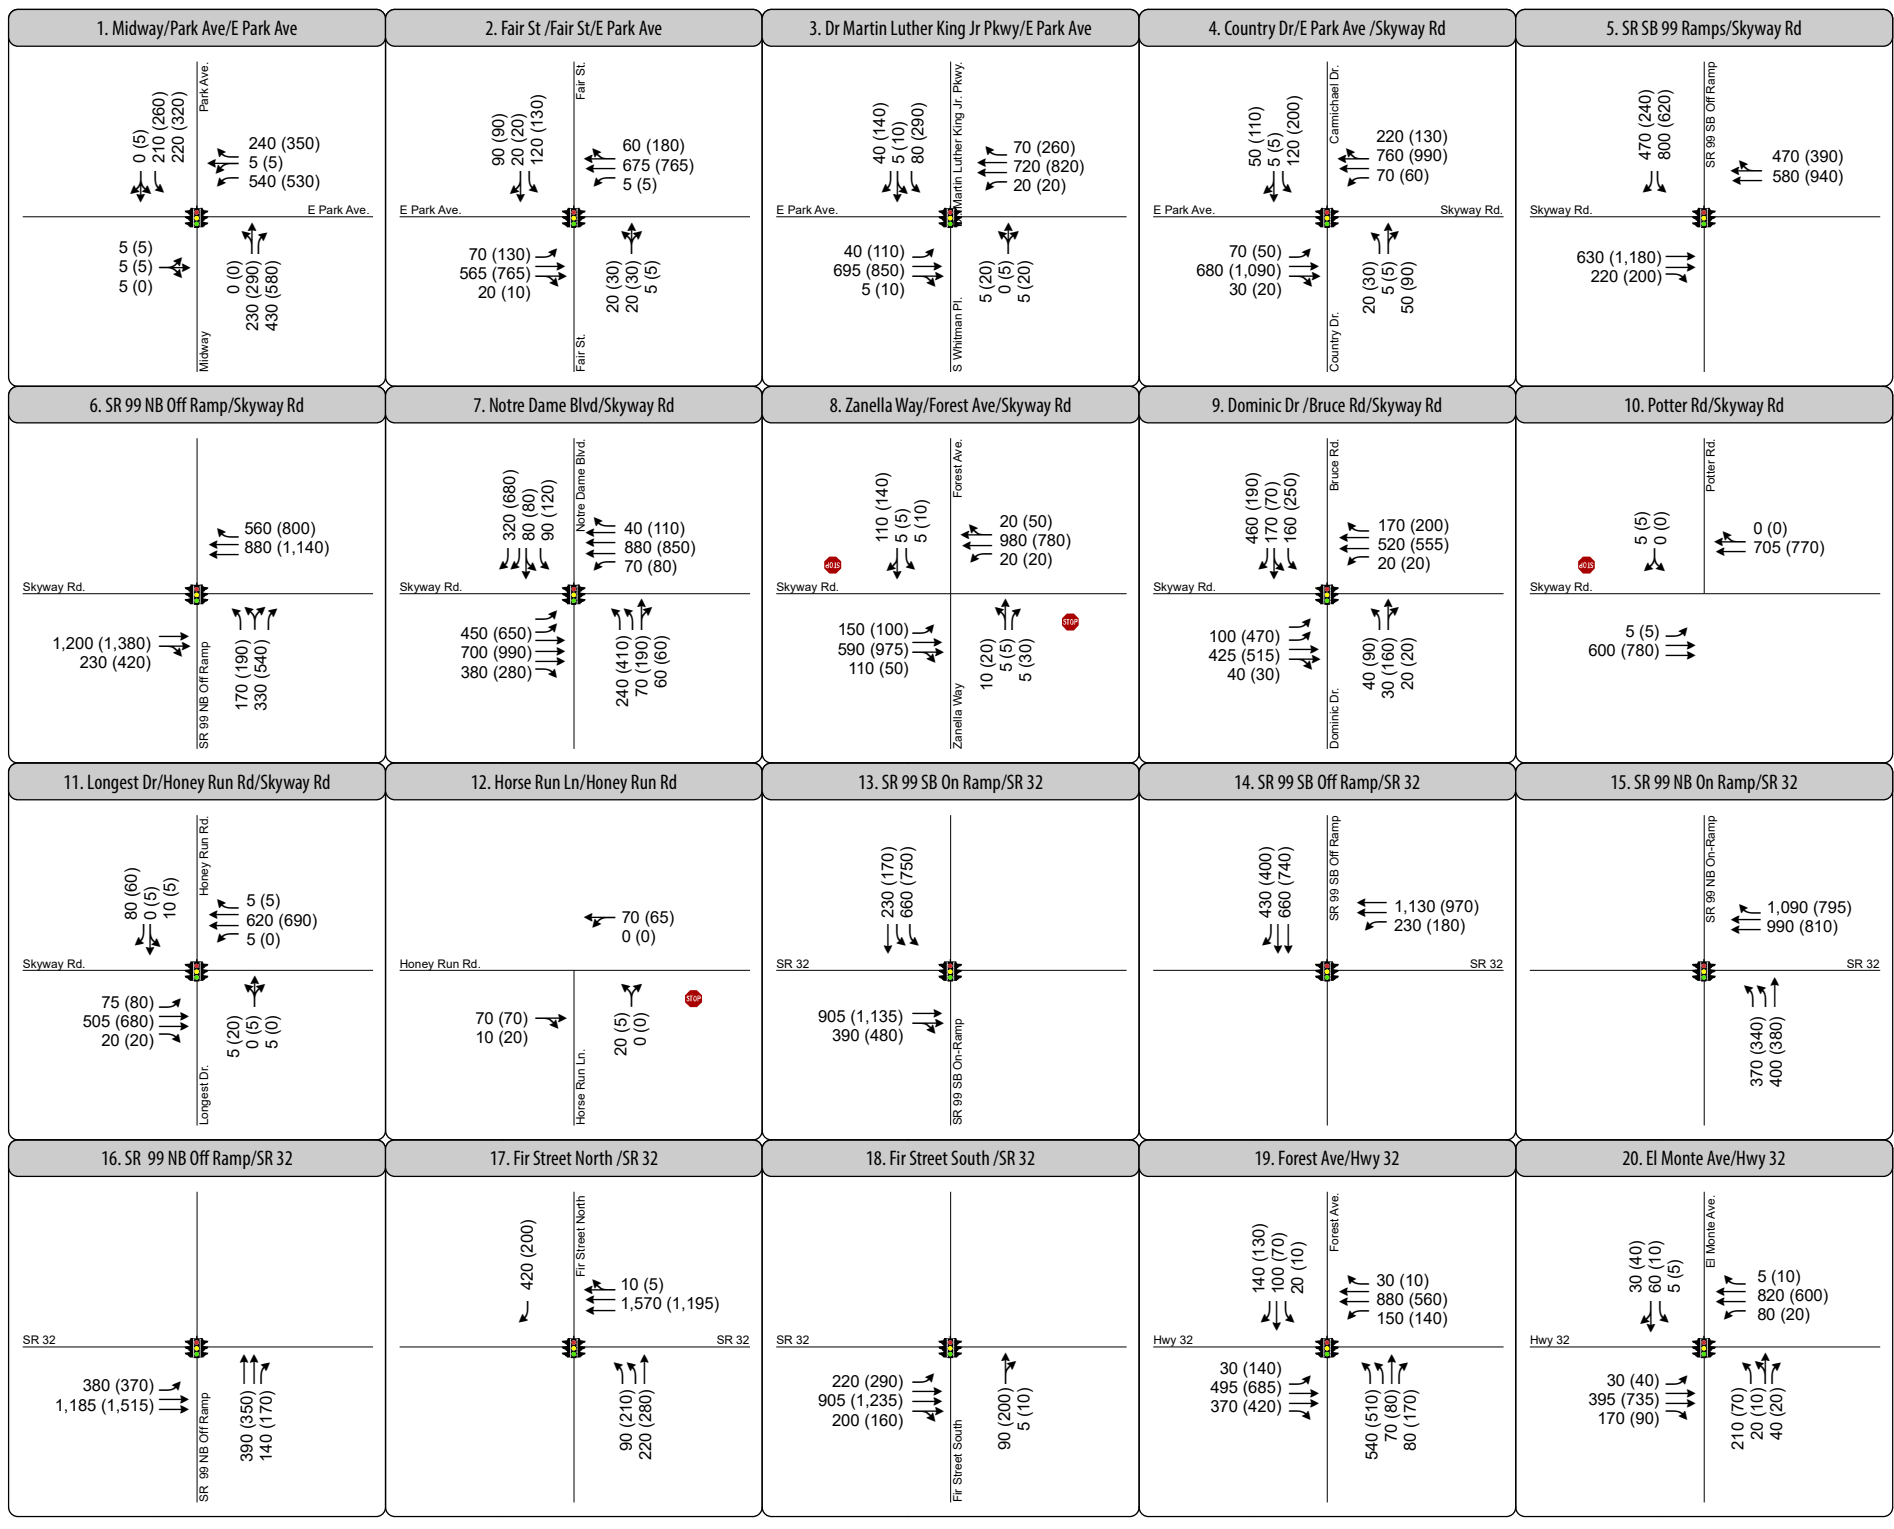 1. Midway/Park Ave/E Park Ave
Park Ave.
0 (5)
210 (260)
220 (320)
240 (350)
5 (5)
540 (530)
E Park Ave.
5 (5)
5 (5)
5 (0)
0 (0)
230 (290)
430 (580)
Midway
2. Fair St /Fair St/E Park Ave
Fair St.
90 (90)
20 (20)
120 (130)
60 (180)
675 (765)
5 (5)
E Park Ave.
70 (130)
565 (765)
20 (10)
20 (30)
20 (30)
5 (5)
Fair St.
3. Dr Martin Luther King Jr Pkwy/E Park Ave
Martin Luther King Jr. Pkwy.
40 (140)
5 (10)
80 (290)
70 (260)
720 (820)
20 (20)
E Park Ave.
40 (110)
695 (850)
5 (10)
5 (20)
0 (5)
5 (20)
S Whitman Pl.
4. Country Dr/E Park Ave /Skyway Rd
Carmichael Dr.
50 (110)
5 (5)
120 (200)
220 (130)
760 (990)
70 (60)
E Park Ave.
Skyway Rd.
70 (50)
680 (1,090)
30 (20)
20 (30)
5 (5)
50 (90)
Country Dr.
5. SR SB 99 Ramps/Skyway Rd
SR 99 SB Off Ramp
470 (240)
800 (620)
470 (390)
580 (940)
Skyway Rd.
630 (1,180)
220 (200)
6. SR 99 NB Off Ramp/Skyway Rd
560 (800)
880 (1,140)
Skyway Rd.
1,200 (1,380)
230 (420)
170 (190)
330 (540)
SR 99 NB Off Ramp
7. Notre Dame Blvd/Skyway Rd
Notre Dame Blvd.
320 (680)
80 (80)
90 (120)
40 (110)
880 (850)
70 (80)
Skyway Rd.
450 (650)
700 (990)
380 (280)
240 (410)
70 (190)
60 (60)
8. Zanella Way/Forest Ave/Skyway Rd
Forest Ave.
110 (140)
5 (5)
5 (10)
20 (50)
980 (780)
20 (20)
STOP
Skyway Rd.
150 (100)
590 (975)
110 (50)
10 (20)
5 (5)
5 (30)
STOP
Zanella Way
9. Dominic Dr /Bruce Rd/Skyway Rd
Bruce Rd.
460 (190)
170 (70)
160 (250)
170 (200)
520 (555)
20 (20)
Skyway Rd.
100 (470)
425 (515)
40 (30)
40 (90)
30 (160)
20 (20)
Dominic Dr.
10. Potter Rd/Skyway Rd
Potter Rd.
5 (5)
0 (0)
0 (0)
705 (770)
STOP
Skyway Rd.
5 (5)
600 (780)
11. Longest Dr/Honey Run Rd/Skyway Rd
Honey Run Rd.
80 (60)
0 (5)
10 (5)
5 (5)
620 (690)
5 (0)
Skyway Rd.
75 (80)
505 (680)
20 (20)
5 (20)
0 (5)
5 (0)
Longest Dr.
12. Horse Run Ln/Honey Run Rd
70 (65)
0 (0)
Honey Run Rd.
70 (70)
10 (20)
20 (5)
0 (0)
STOP
Horse Run Ln.
13. SR 99 SB On Ramp/SR 32
230 (170)
660 (750)
SR 32
905 (1,135)
390 (480)
SR 99 SB On-Ramp
14. SR 99 SB Off Ramp/SR 32
SR 99 SB Off Ramp
430 (400)
660 (740)
1,130 (970)
230 (180)
SR 32
15. SR 99 NB On Ramp/SR 32
SR 99 NB On-Ramp
1,090 (795)
990 (810)
SR 32
370 (340)
400 (380)
16. SR 99 NB Off Ramp/SR 32
SR 32
380 (370)
1,185 (1,515)
390 (350)
140 (170)
SR 99 NB Off Ramp
17. Fir Street North /SR 32
Fir Street North
420 (200)
10 (5)
1,570 (1,195)
SR 32
90 (210)
220 (280)
18. Fir Street South /SR 32
SR 32
220 (290)
905 (1,235)
200 (160)
90 (200)
5 (10)
Fir Street South
19. Forest Ave/Hwy 32
Forest Ave.
140 (130)
100 (70)
20 (10)
30 (10)
880 (560)
150 (140)
Hwy 32
30 (140)
495 (685)
370 (420)
540 (510)
70 (80)
80 (170)
20. El Monte Ave/Hwy 32
El Monte Ave.
30 (40)
60 (10)
5 (5)
5 (10)
820 (600)
80 (20)
Hwy 32
30 (40)
395 (735)
170 (90)
210 (70)
20 (10)
40 (20)